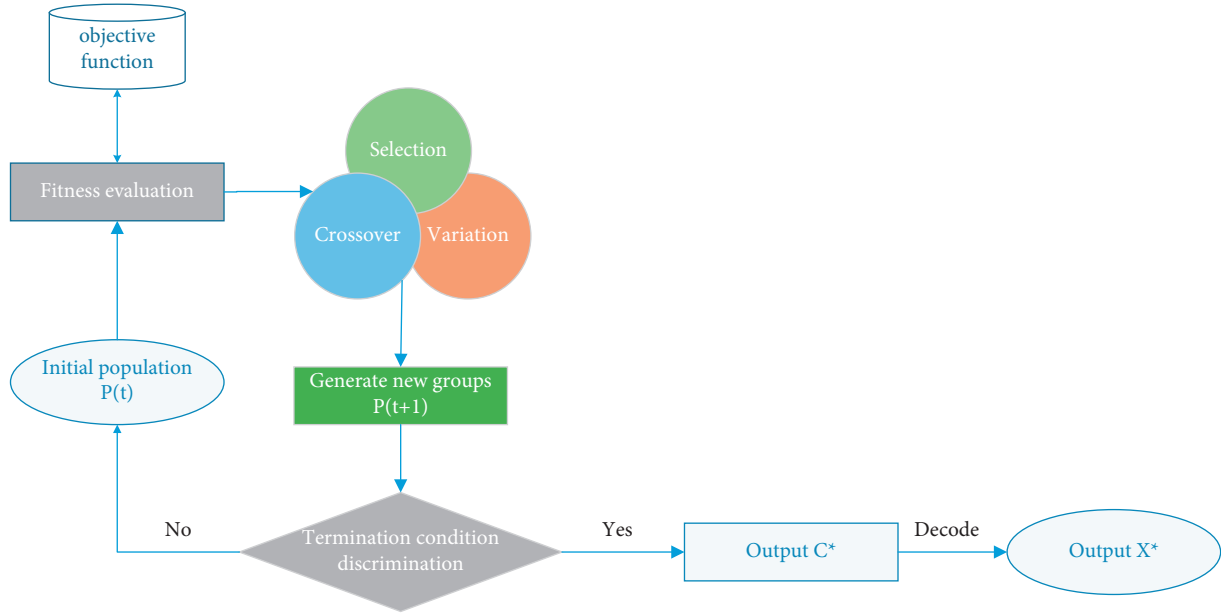 objective
function
Selection
Fitness evaluation
Crossover
Variation
Initial population
P(t)
Generate new groups
P(t+1)
No
Termination condition
discrimination
Yes
Output C*
Decode
Output X*